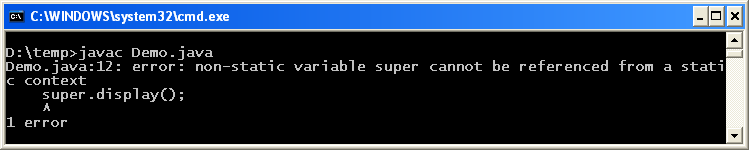 C:\WINDOWS\system32\cmd.exe
D:\temp>javac Demo.java
Demo.java:12: error: non-static variable super cannot be referenced from a stati
c context
    super.display();
    ^
1 error